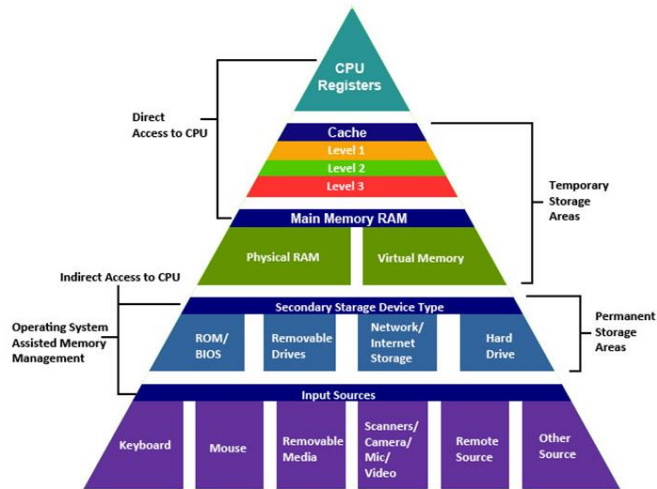 CPU
Registers
Direct
Access to CPU
Cache
Level 1
Level 2
Level 3
Temporary
Storage
Areas
Main Memory RAM
Physical RAM
Virtual Memory
Indirect Access to CPU
Secondary Starage Device Type
Operating System
Assisted Memory
Management
ROM/
BIOS
Removable
Drives
Network/
Internet
Storage
Hard
Drive
Permanent
Storage
Areas
Input Sources
Keyboard
Mouse
Removable
Media
Scanners/
Camera/
Mic/
Video
Remote
Source
Other
Source